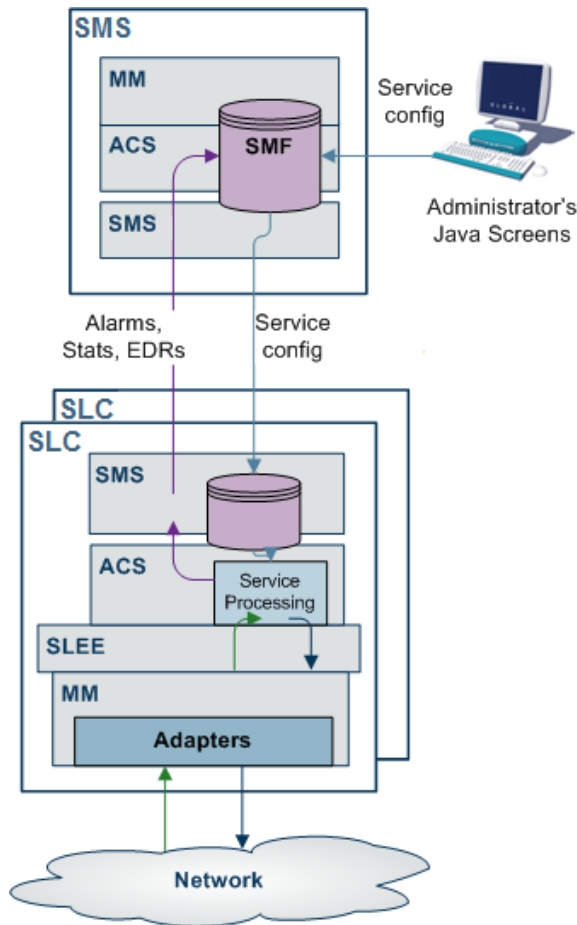 SMS
MM
ACS
SMF
SMS
Service
config
Administrator's
Java Screens
Alarms,
Stats, EDRs
Service
config
SLC
SLC
SMS
ACS
Service
Processing
SLEE
MM
Adapters
Network